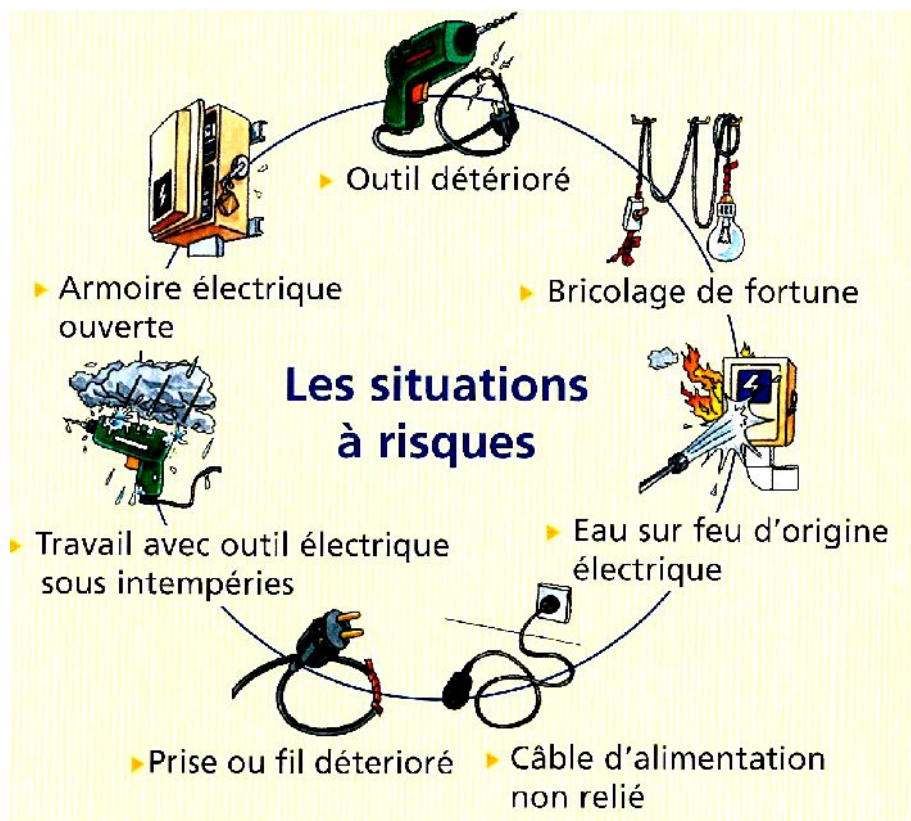 Outil détérioré
Armoire électrique
ouverte
Bricolage de fortune
Les situations
à risques
Travail avec outil électrique
sous intempéries
Eau sur feu d'origine
électrique
Prise ou fil déterioré
Câble d'alimentation
non relié